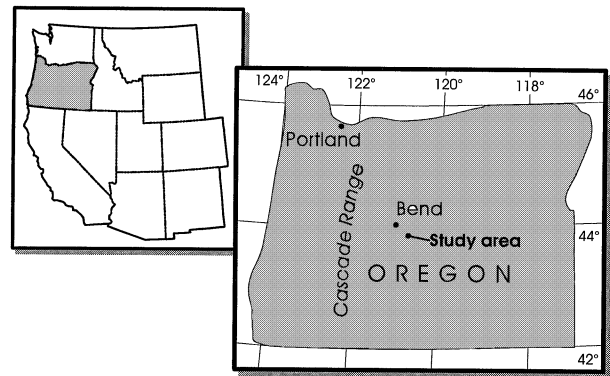 124° 122° 120° 118°
46°
Portland
Cascade Range
Bend
44°
Study area
OREGON
42°